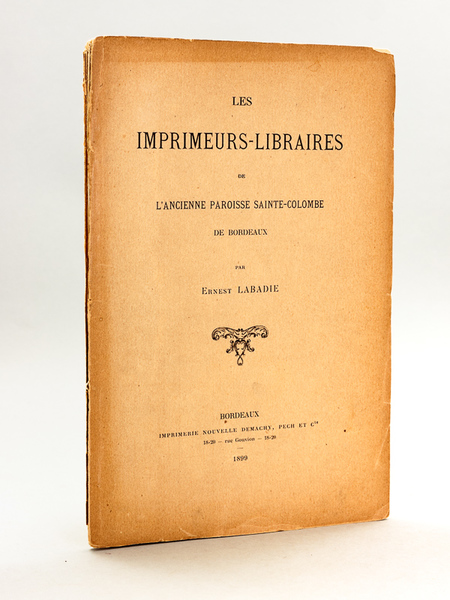 LES
IMPRIMEURS-LIBRAIRES
DE
L'ANCIENNE PAROISSE SAINTE-COLOMBE
DE BORDEAUX
PAR
ERNEST LABADIE
BORDEAUX
IMPRIMERIE NOUVELLE DEMACHY, PECH ET Cie
18-20 — rue Gouvion — 18-20
1899